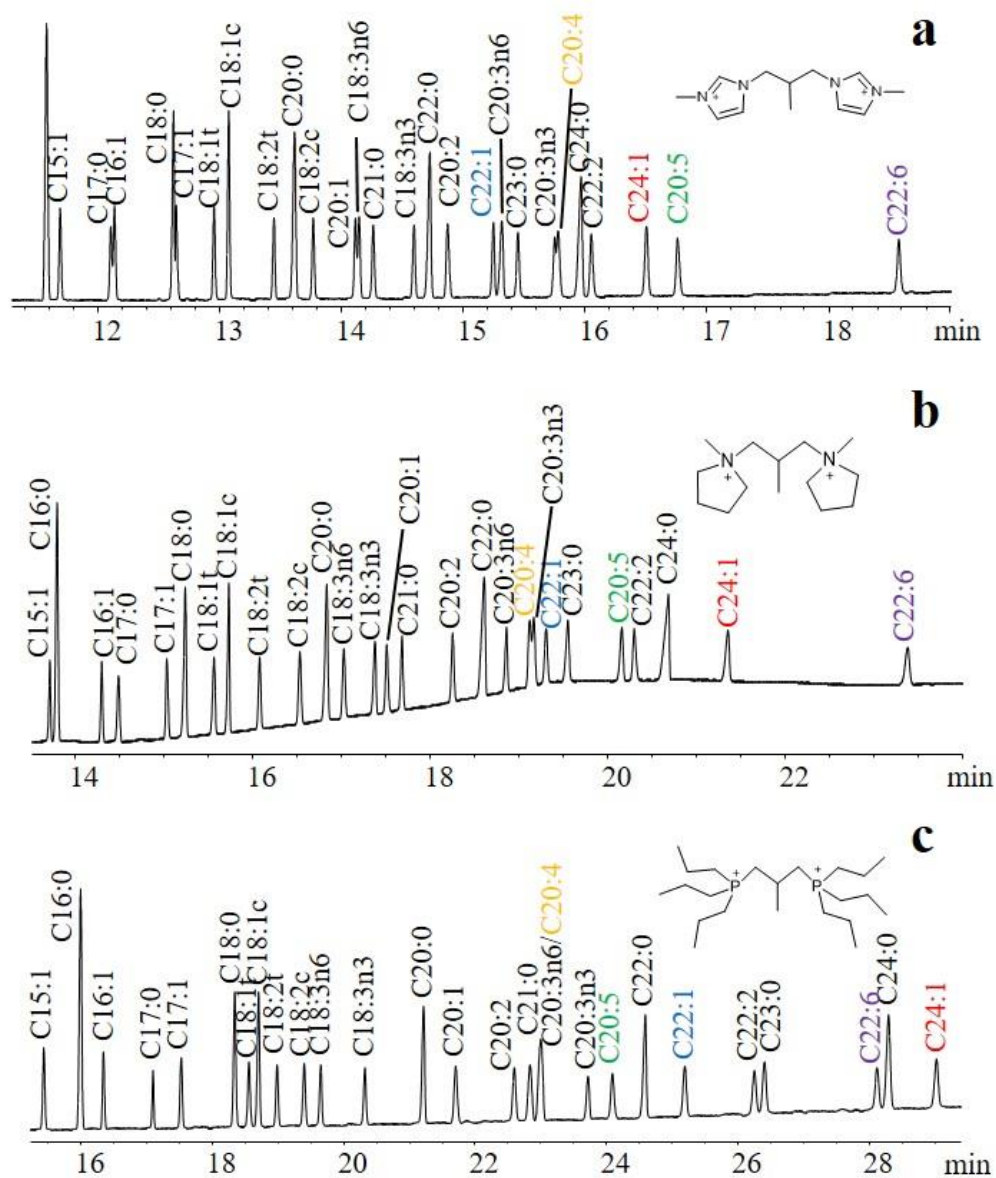 a
C15:1
C17:0
C16:1
C18:0
C17:1
C18:1t
C18:1c
C18:2t
C20:0
C18:2c
C20:1
C18:3n6
C21:0
C18:3n3
C22:0
C20:2
C22:1
C20:3n6
C23:0
C20:3n3
C20:4
C24:0
C22:2
C24:1
C20:5
C22:6
N
+
N
N
N
+
12 13 14 15 16 17 18 min
b
C15:1
C16:0
C16:1
C17:0
C17:1
C18:0
C18:1t
C18:1c
C18:2t
C18:2c
C20:0
C18:3n6
C18:3n3
C20:1
C21:0
C20:2
C22:0
C20:3n6
C20:4
C20:3n3
C22:1
C23:0
C20:5
C22:2
C24:0
C24:1
C22:6
N
+
N
+
14 16 18 20 22 min
c
C15:1
C16:0
C16:1
C17:0
C17:1
C18:0
C18:1t
C18:1c
C18:2t
C18:2c
C18:3n6
C18:3n3
C20:0
C20:1
C20:2
C21:0
C20:3n6/C20:4
C20:3n3
C20:5
C22:0
C22:1
C22:2
C23:0
C22:6
C24:0
C24:1
P
+
P
+
16 18 20 22 24 26 28 min